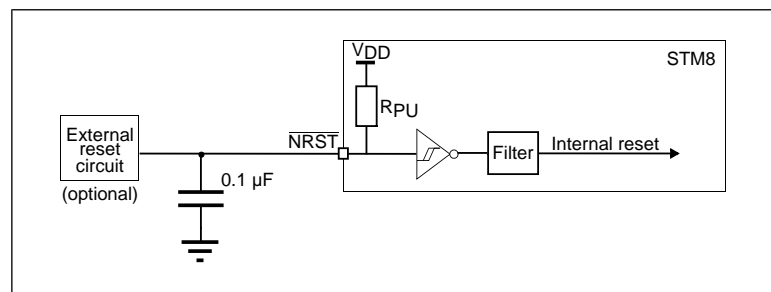 VDD
STM8
RPU
External
reset
circuit
(optional)
NRST
Filter
Internal reset
0.1 µF